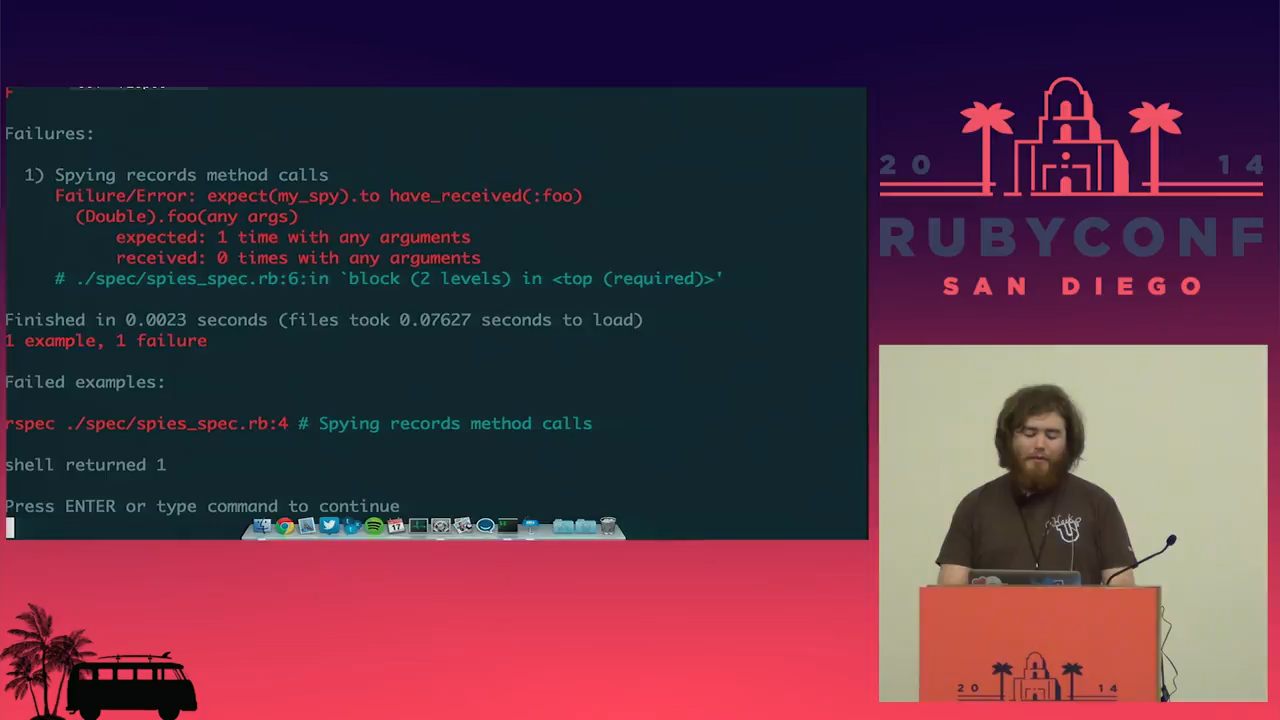 Failures:
1) Spying records method calls
Failure/Error: expect(my_spy).to have_received(:foo)
(Double).foo(any args)
expected: 1 time with any arguments
received: 0 times with any arguments
# ./spec/spies_spec.rb:6:in `block (2 levels) in <top (required)>'
Finished in 0.0023 seconds (files took 0.07627 seconds to load)
1 example, 1 failure
Failed examples:
rspec ./spec/spies_spec.rb:4 # Spying records method calls
shell returned 1
Press ENTER or type command to continue
17
20 14
RUBYCONF
SAN DIEGO
20 14